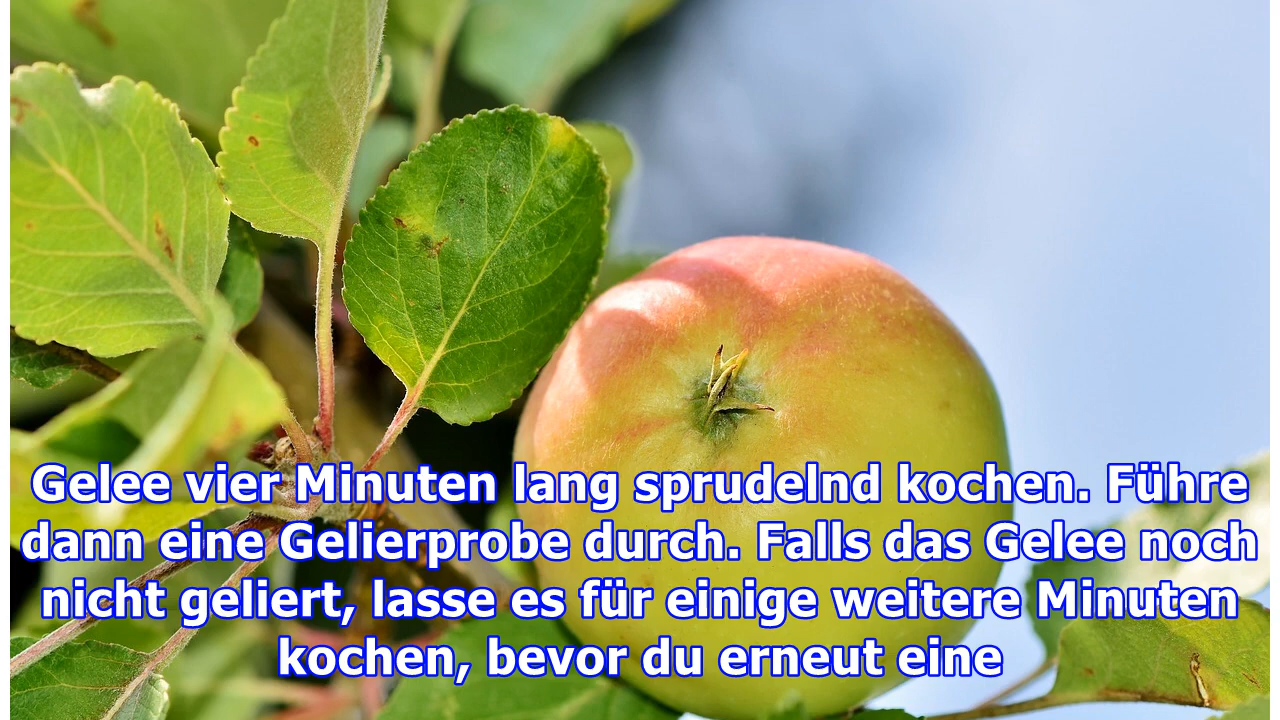 Gelee vier Minuten lang sprudelnd kochen. Führe
dann eine Gelierprobe durch. Falls das Gelee noch
nicht geliert, lasse es für einige weitere Minuten
kochen, bevor du erneut eine